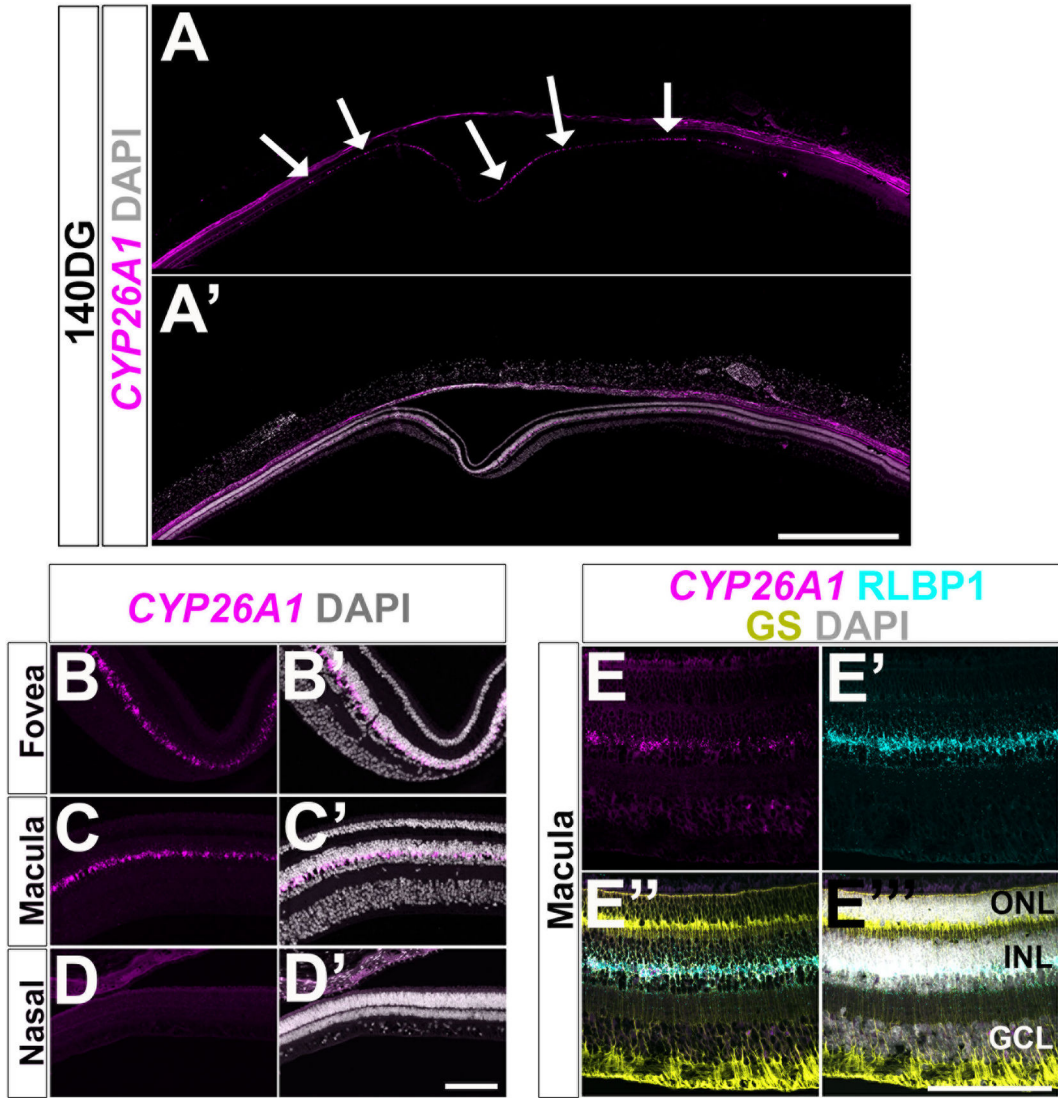 A
A’
140DG
CYP26A1 DAPI
CYP26A1 DAPI
Fovea
B
B’
Macula
C
C’
Nasal
D
D’
CYP26A1 RLBP1
GS DAPI
Macula
E
E’
E’’
E’’’
ONL
INL
GCL